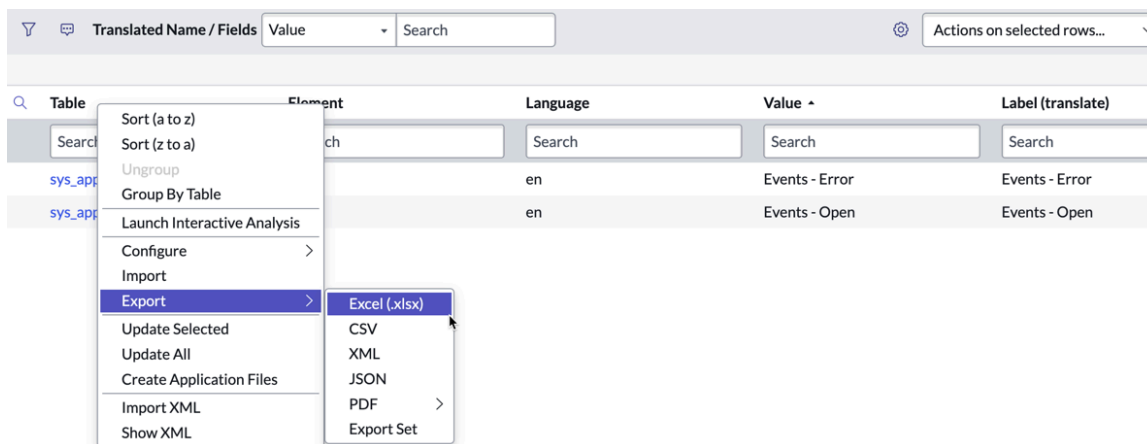 Translated Name / Fields Value Search Actions on selected rows...
Table Element Language Value Label (translate)
Search ch Search Search Search
sys_app en Events - Error Events - Error
sys_app en Events - Open Events - Open
Sort (a to z)
Sort (z to a)
Ungroup
Group By Table
Launch Interactive Analysis
Configure
Import
Export
Update Selected
Update All
Create Application Files
Import XML
Show XML
Excel (.xlsx)
CSV
XML
JSON
PDF
Export Set